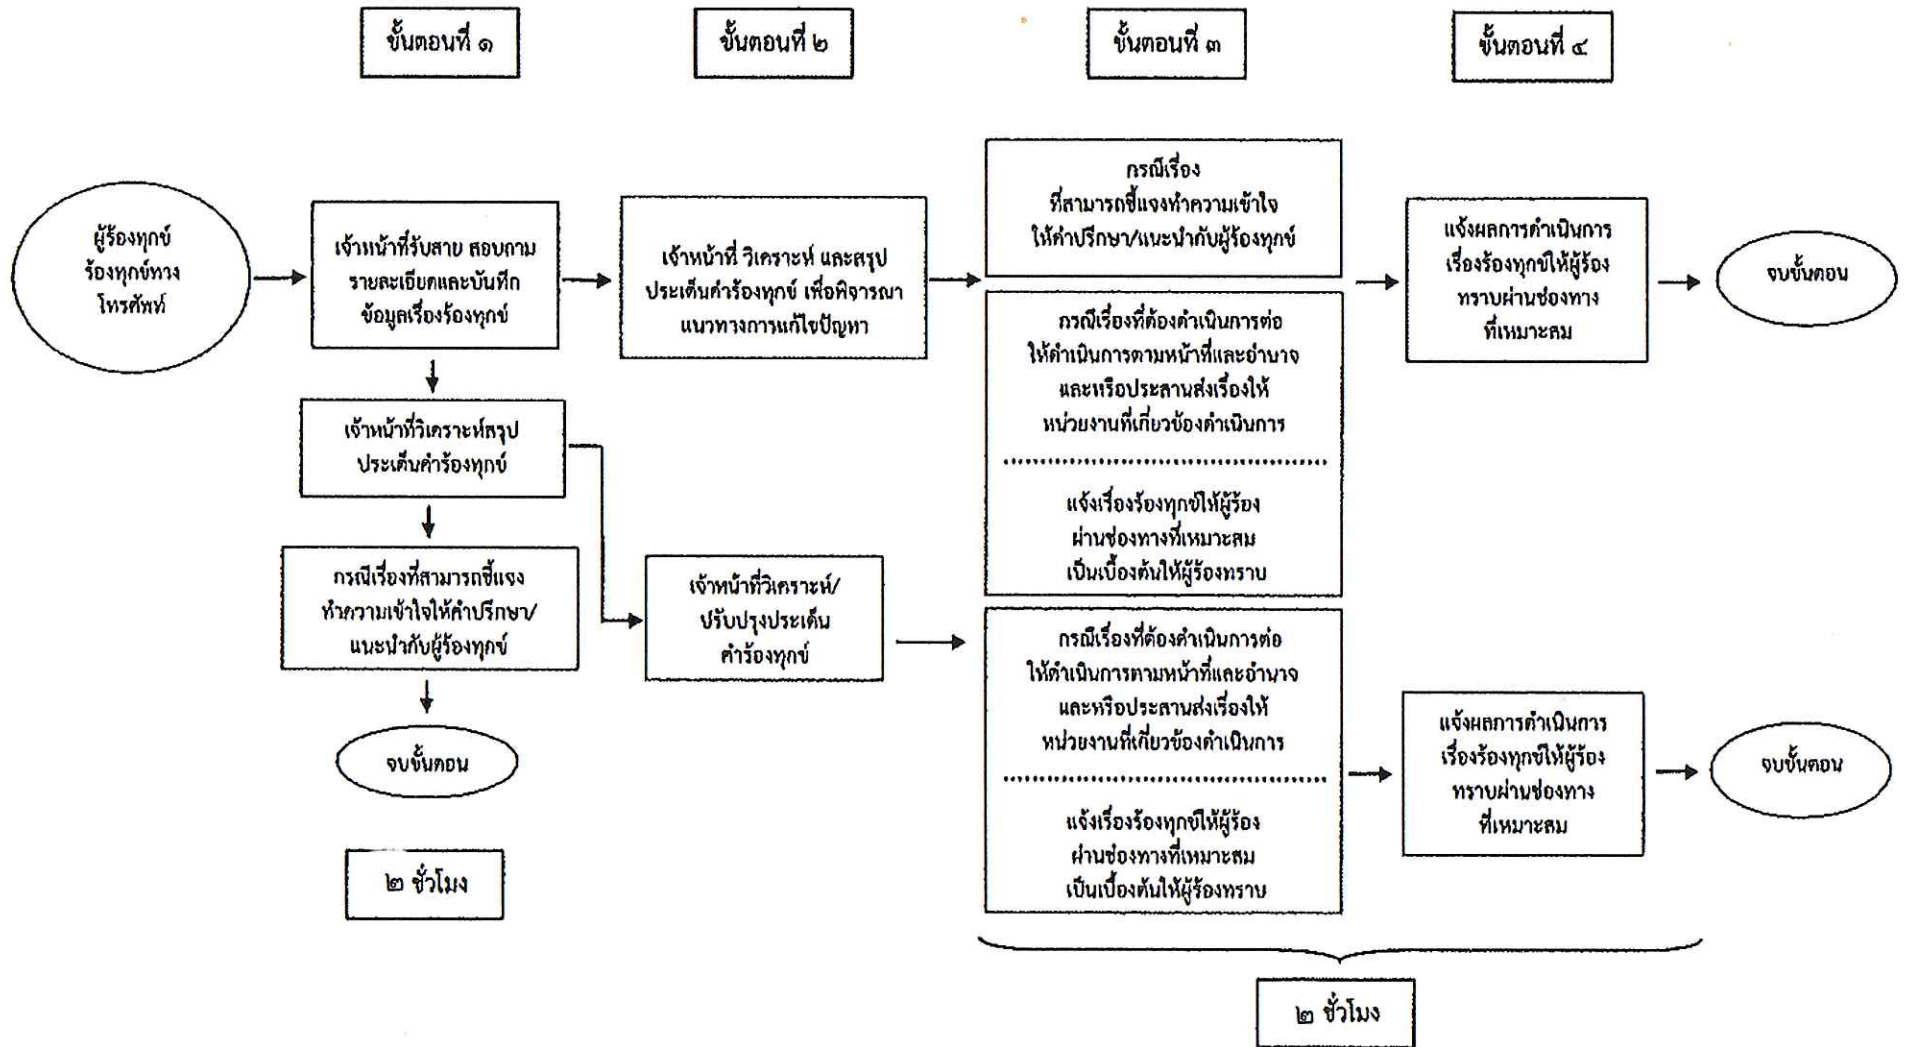 ขั้นตอนที่ ๑
ขั้นตอนที่ ๒
ขั้นตอนที่ ๓
ขั้นตอนที่ ๔
ผู้ร้องทุกข์
ร้องทุกข์ทาง
โทรศัพท์
เจ้าหน้าที่รับสาย สอบถาม
รายละเอียดและบันทึก
ข้อมูลเรื่องร้องทุกข์
เจ้าหน้าที่ วิเคราะห์ และสรุป
ประเด็นคำร้องทุกข์ เพื่อพิจารณา
แนวทางการแก้ไขปัญหา
กรณีเรื่อง
ที่สามารถชี้แจงทำความเข้าใจ
ให้คำปรึกษา/แนะนำกับผู้ร้องทุกข์
กรณีเรื่องที่ต้องดำเนินการต่อ
ให้ดำเนินการตามหน้าที่และอำนาจ
และหรือประสานส่งเรื่องให้
หน่วยงานที่เกี่ยวข้องดำเนินการ
แจ้งเรื่องร้องทุกข์ให้ผู้ร้อง
ผ่านช่องทางที่เหมาะสม
เป็นเบื้องต้นให้ผู้ร้องทราบ
แจ้งผลการดำเนินการ
เรื่องร้องทุกข์ให้ผู้ร้อง
ทราบผ่านช่องทาง
ที่เหมาะสม
จบขั้นตอน
เจ้าหน้าที่วิเคราะห์สรุป
ประเด็นคำร้องทุกข์
กรณีเรื่องที่สามารถชี้แจง
ทำความเข้าใจให้คำปรึกษา/
แนะนำกับผู้ร้องทุกข์
จบขั้นตอน
๒ ชั่วโมง
เจ้าหน้าที่วิเคราะห์/
ปรับปรุงประเด็น
คำร้องทุกข์
กรณีเรื่องที่ต้องดำเนินการต่อ
ให้ดำเนินการตามหน้าที่และอำนาจ
และหรือประสานส่งเรื่องให้
หน่วยงานที่เกี่ยวข้องดำเนินการ
แจ้งเรื่องร้องทุกข์ให้ผู้ร้อง
ผ่านช่องทางที่เหมาะสม
เป็นเบื้องต้นให้ผู้ร้องทราบ
แจ้งผลการดำเนินการ
เรื่องร้องทุกข์ให้ผู้ร้อง
ทราบผ่านช่องทาง
ที่เหมาะสม
จบขั้นตอน
๒ ชั่วโมง